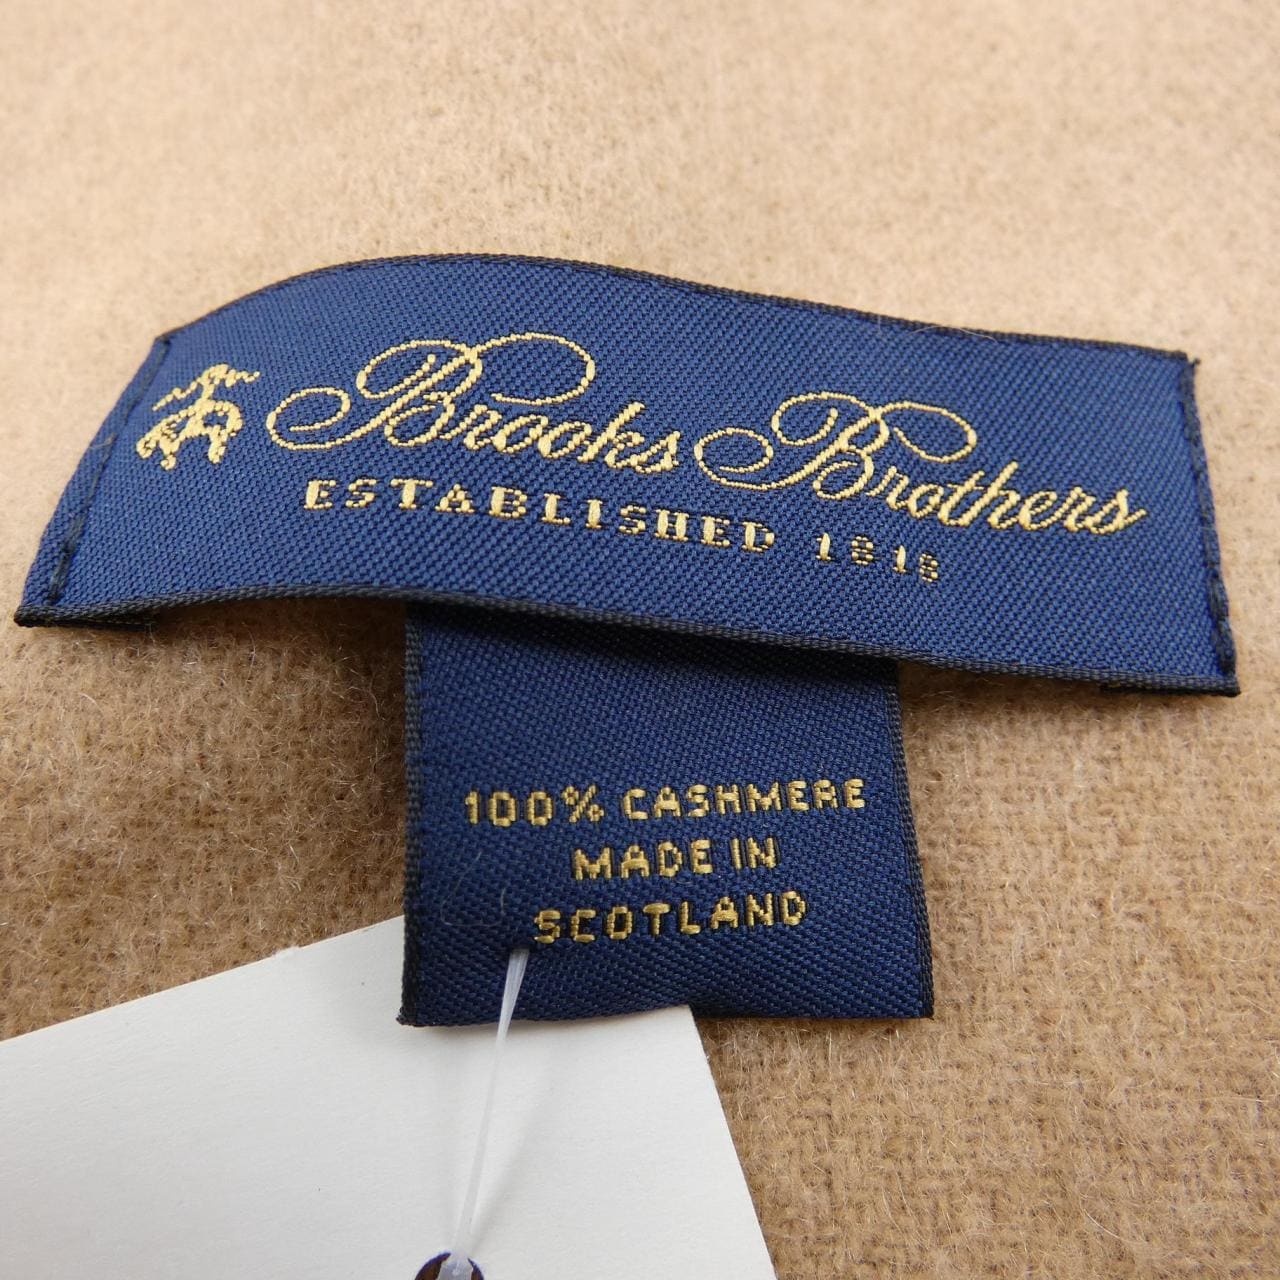 Brooks Brothers
ESTABLISHED 1818
100% CASHMERE
MADE IN
SCOTLAND